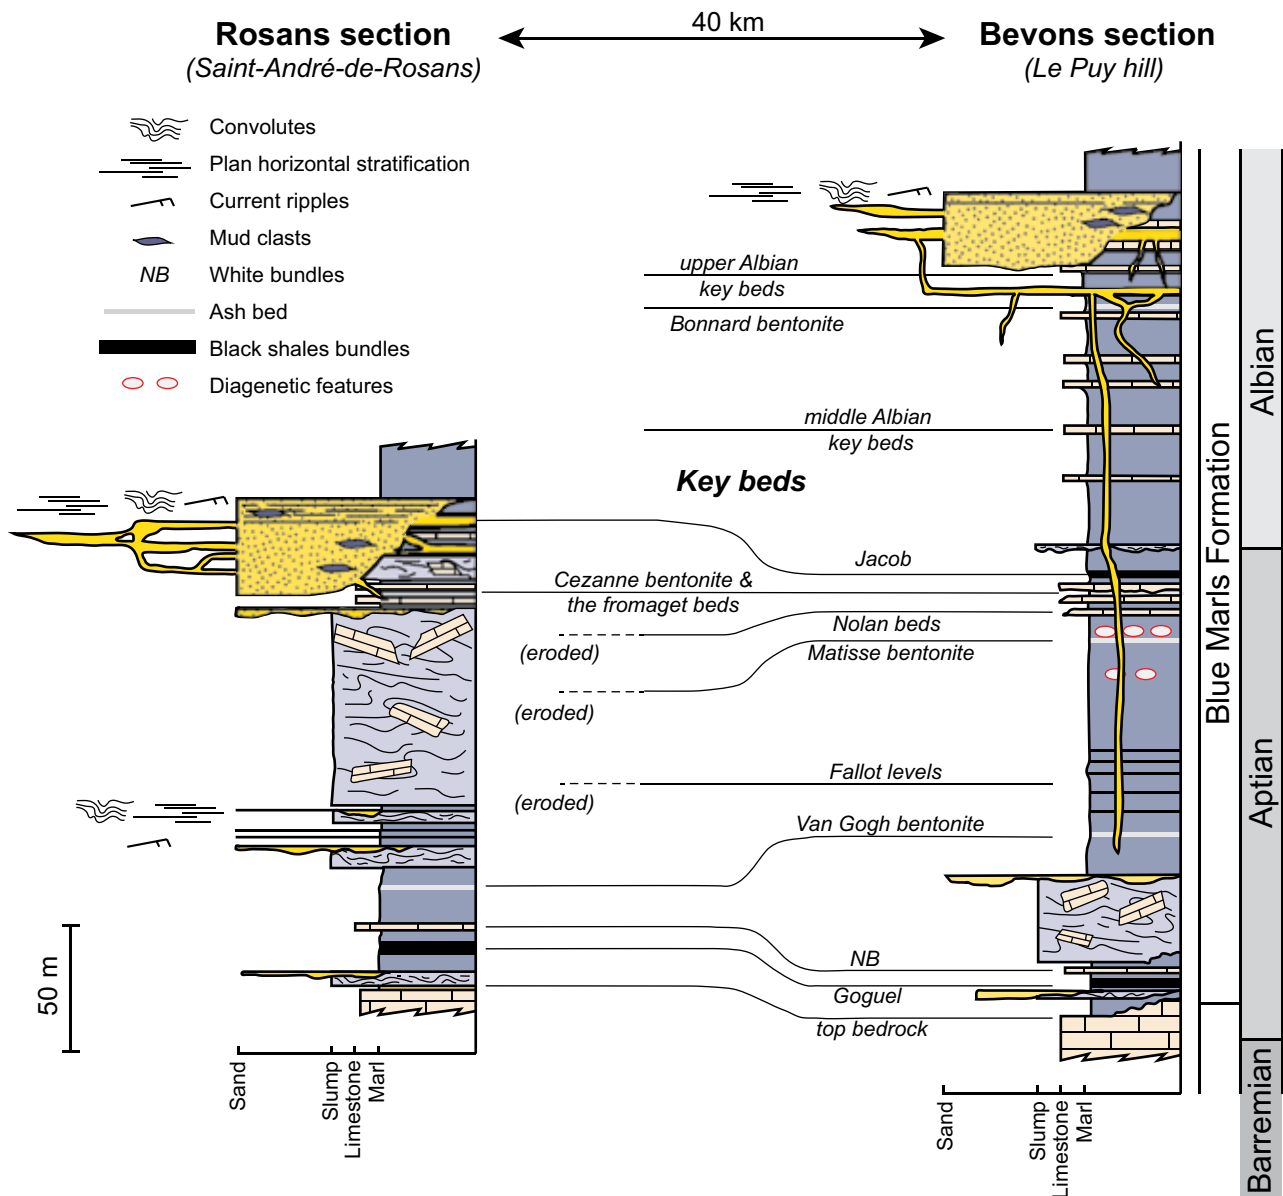 Rosans section
(Saint-André-de-Rosans)
40 km
Bevons section
(Le Puy hill)
Convolutes
Plan horizontal stratification
Current ripples
Mud clasts
NB White bundles
Ash bed
Black shales bundles
Diagenetic features
upper Albian
key beds
Bonnard bentonite
middle Albian
key beds
Key beds
Jacob
Cezanne bentonite &
the fromaget beds
Nolan beds
(eroded)
Matisse bentonite
(eroded)
Fallot levels
(eroded)
Van Gogh bentonite
NB
Goguel
top bedrock
50 m
Sand
Slump
Limestone
Marl
Sand
Slump
Limestone
Marl
Blue Marls Formation
Albian
Aptian
Barremian